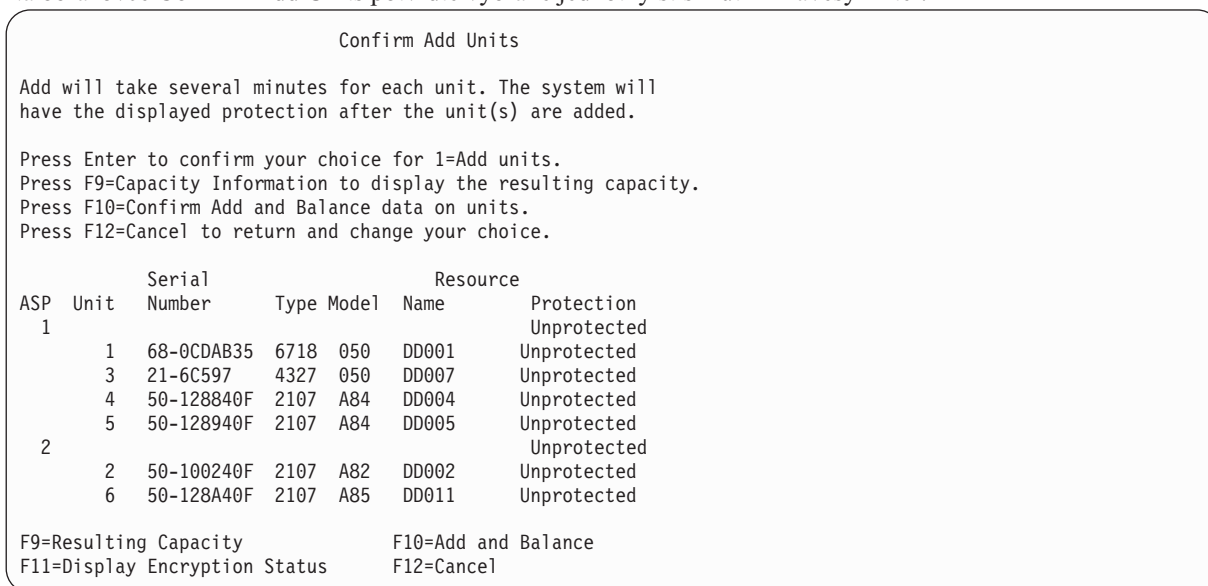 Confirm Add Units
Add will take several minutes for each unit. The system will
have the displayed protection after the unit(s) are added.
Press Enter to confirm your choice for 1=Add units.
Press F9=Capacity Information to display the resulting capacity.
Press F10=Confirm Add and Balance data on units.
Press F12=Cancel to return and change your choice.
Serial Resource
ASP Unit Number Type Model Name Protection
1 Unprotected
1 68-0CDAB35 6718 050 DD001 Unprotected
3 21-6C597 4327 050 DD007 Unprotected
4 50-128840F 2107 A84 DD004 Unprotected
5 50-128940F 2107 A84 DD005 Unprotected
2 Unprotected
2 50-100240F 2107 A82 DD002 Unprotected
6 50-128A40F 2107 A85 DD011 Unprotected
F9=Resulting Capacity F10=Add and Balance
F11=Display Encryption Status F12=Cancel